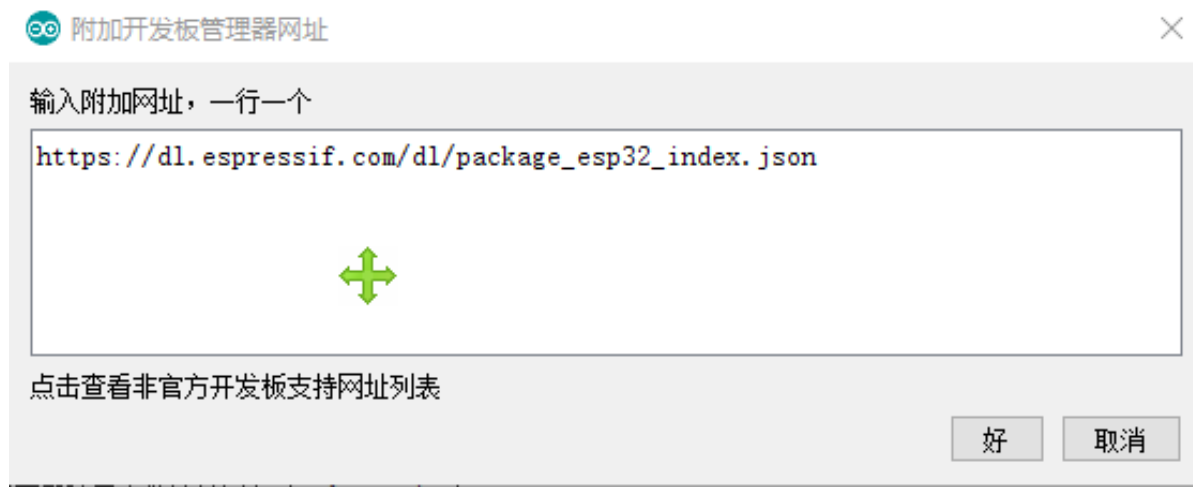 附加开发板管理器网址
输入附加网址，一行一个
https://dl.espressif.com/dl/package_esp32_index.json
点击查看非官方开发板支持网址列表
好
取消